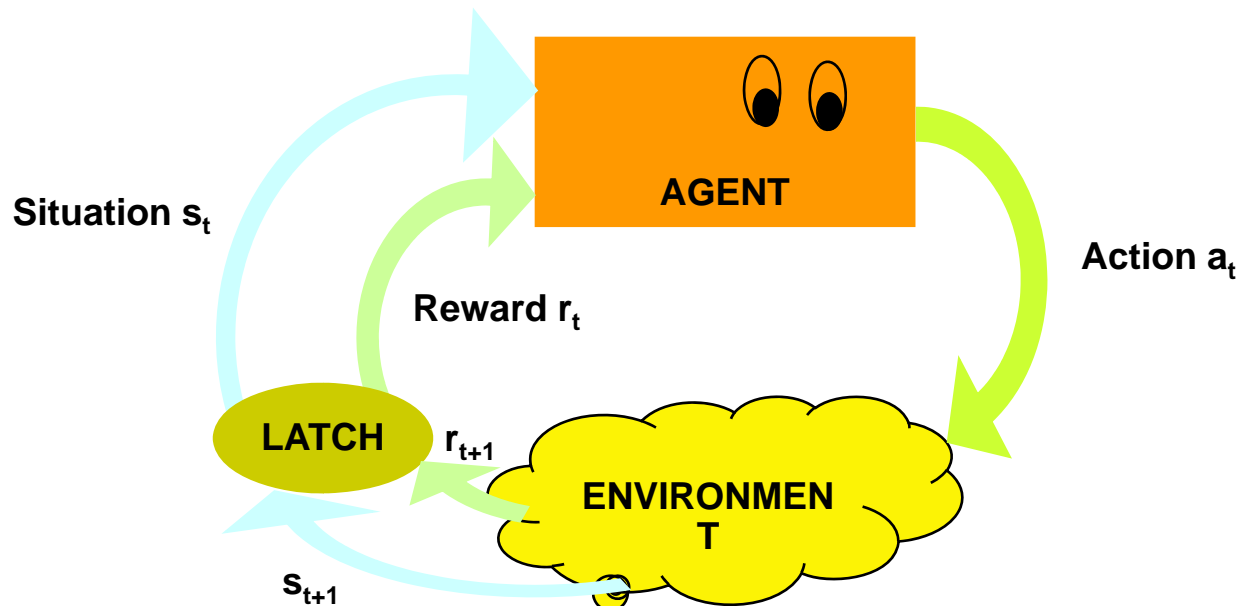 AGENT
Situation sₜ
Action aₜ
Reward rₜ
LATCH
rₜ₊₁
ENVIRONMEN
T
sₜ₊₁